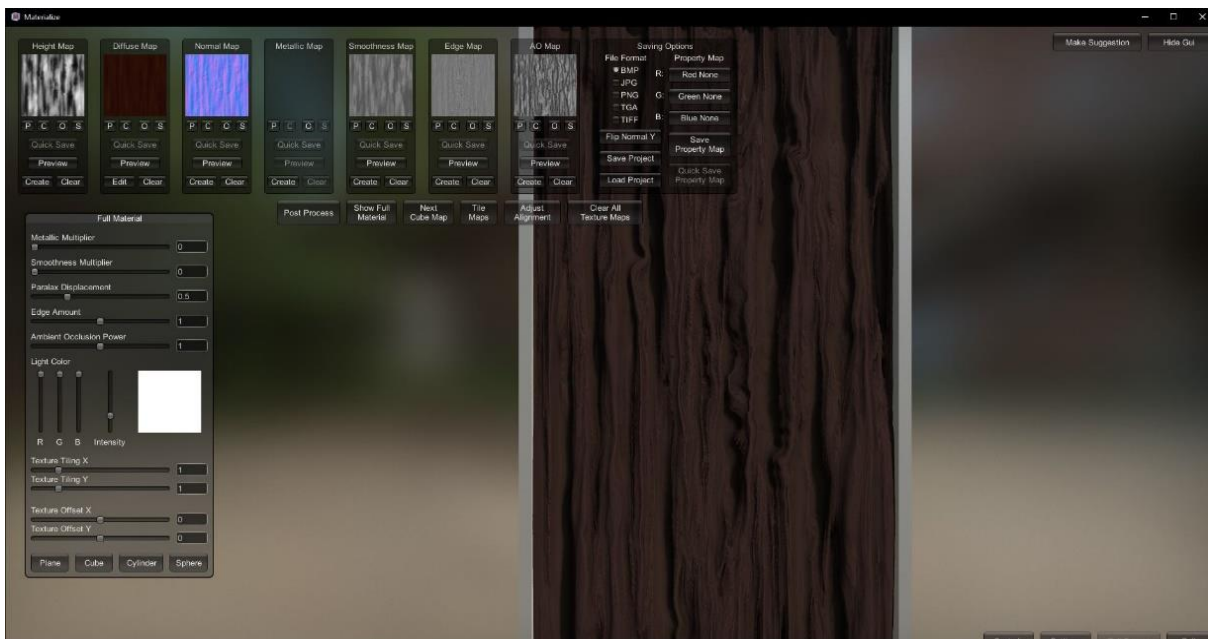 Materialize
Make Suggestion Hide Gui
Height Map Diffuse Map Normal Map Metallic Map Smoothness Map Edge Map AO Map Saving Options
File Format Property Map
BMP R: Red None
JPG
PNG G: Green None
TGA
TIFF B: Blue None
P C O S P C O S P C O S P C O S P C O S P C O S P C O S
Flip Normal Y Save Property Map
Quick Save Quick Save Quick Save Quick Save Quick Save Quick Save Quick Save
Preview Preview Preview Preview Preview Preview Preview Save Project
Quick Save Property Map
Create Clear Edit Clear Create Clear Create Clear Create Clear Create Clear Create Clear Load Project
Post Process Show Full Material Next Cube Map Tile Maps Adjust Alignment Clear All Texture Maps
Full Material
Metallic Multiplier
0
Smoothness Multiplier
0
Paralax Displacement
0.5
Edge Amount
1
Ambient Occlusion Power
1
Light Color
R G B Intensity
Texture Tiling X
1
Texture Tiling Y
1
Texture Offset X
0
Texture Offset Y
0
Plane Cube Cylinder Sphere